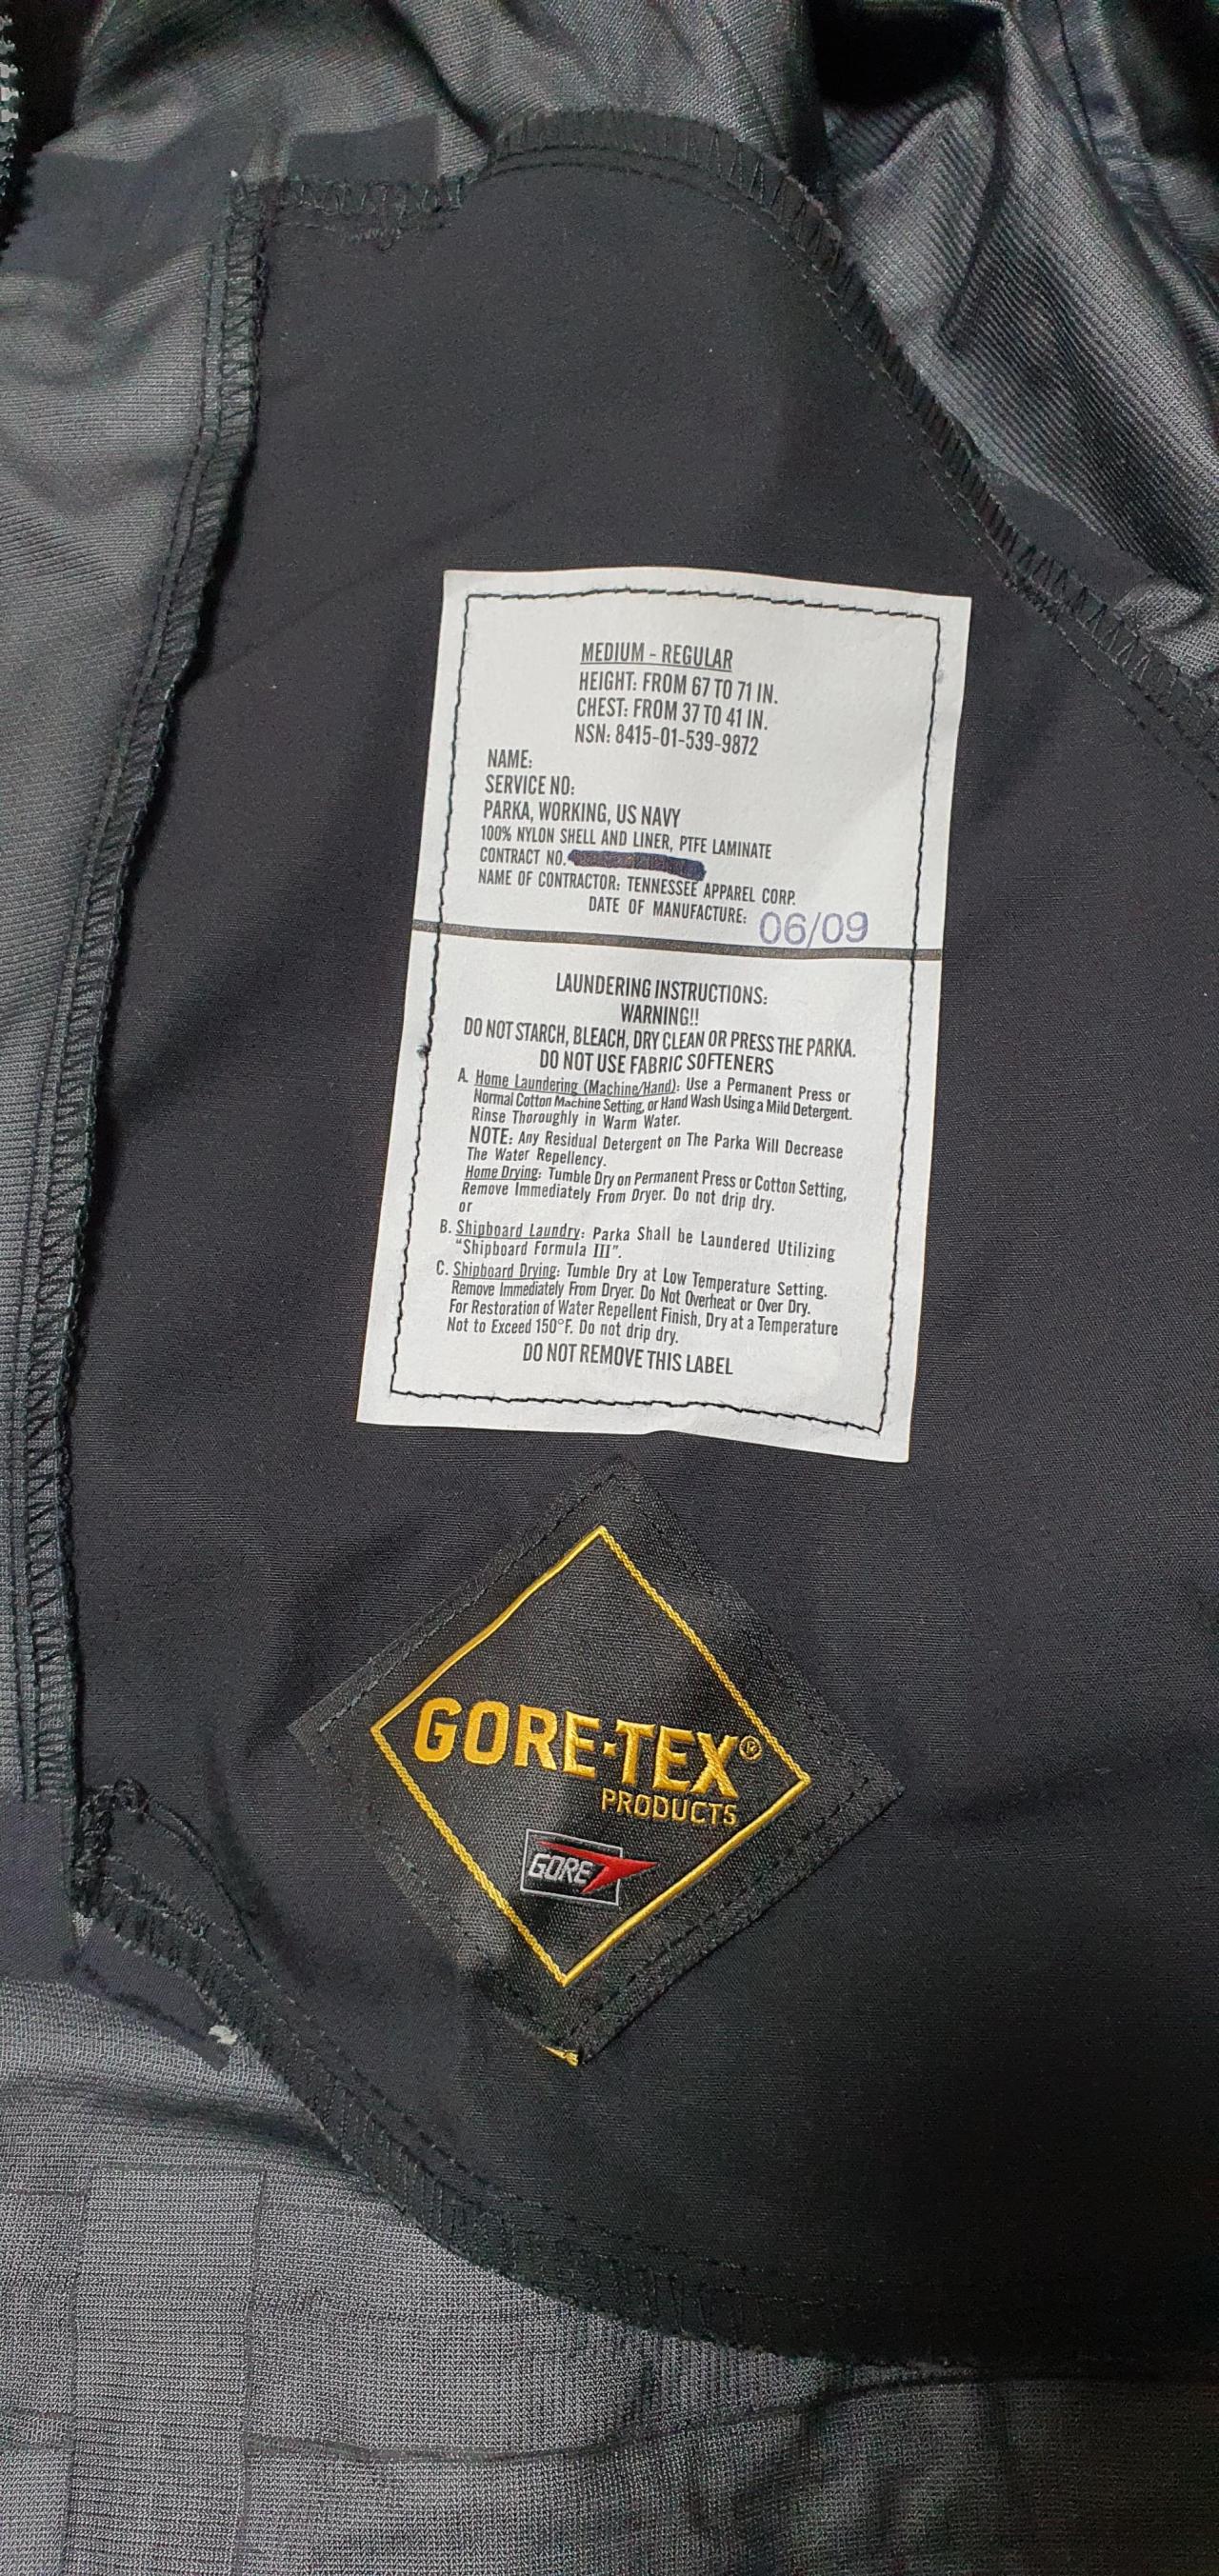 MEDIUM - REGULAR
HEIGHT: FROM 67 TO 71 IN.
CHEST: FROM 37 TO 41 IN.
NSN: 8415-01-539-9872
NAME:
SERVICE NO:
PARKA, WORKING, US NAVY
100% NYLON SHELL AND LINER, PTFE LAMINATE
CONTRACT NO.
NAME OF CONTRACTOR: TENNESSEE APPAREL CORP.
DATE OF MANUFACTURE: 06/09
LAUNDERING INSTRUCTIONS:
WARNING!!
DO NOT STARCH, BLEACH, DRY CLEAN OR PRESS THE PARKA.
DO NOT USE FABRIC SOFTENERS
A. Home Laundering (Machine/Hand): Use a Permanent Press or
Normal Cotton Machine Setting, or Hand Wash Using a Mild Detergent.
Rinse Thoroughly in Warm Water.
NOTE: Any Residual Detergent on The Parka Will Decrease
The Water Repellency.
Home Drying: Tumble Dry on Permanent Press or Cotton Setting,
Remove Immediately From Dryer. Do not drip dry.
or
B. Shipboard Laundry: Parka Shall be Laundered Utilizing
"Shipboard Formula III".
C. Shipboard Drying: Tumble Dry at Low Temperature Setting.
Remove Immediately From Dryer. Do Not Overheat or Over Dry.
For Restoration of Water Repellent Finish, Dry at a Temperature
Not to Exceed 150°F. Do not drip dry.
DO NOT REMOVE THIS LABEL
GORE-TEX®
PRODUCTS
GORE